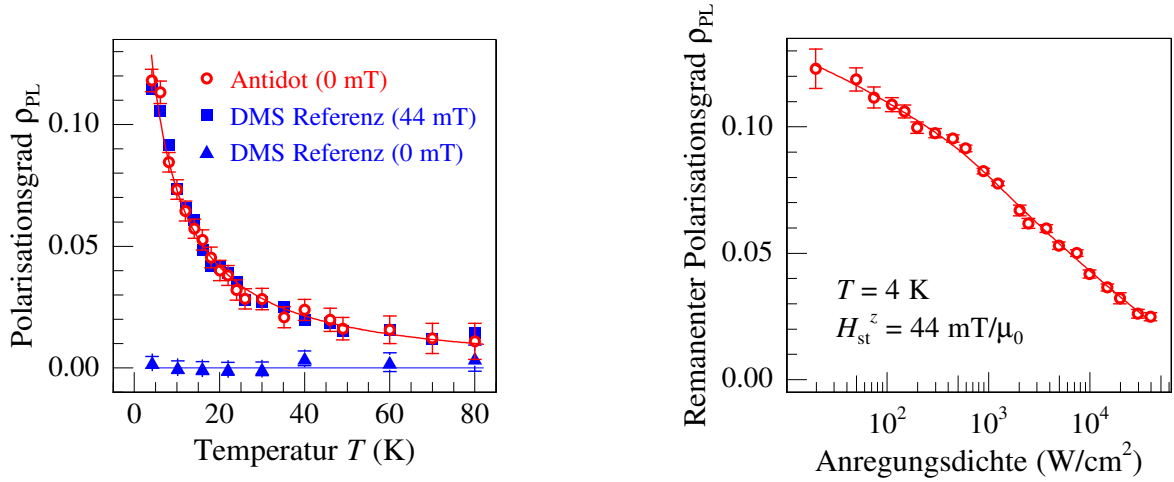 Polarisationsgrad ρPL
0.10
0.05
0.00
Antidot (0 mT)
DMS Referenz (44 mT)
DMS Referenz (0 mT)
0 20 40 60 80
Temperatur T (K)
Remanenter Polarisationsgrad ρPL
0.10
0.05
0.00
T = 4 K
Hst^z = 44 mT/μ0
10^2 10^3 10^4
Anregungsdichte (W/cm^2)